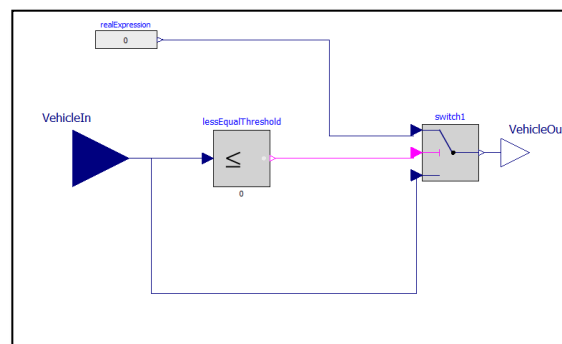 realExpression
0
VehicleIn
lessEqualThreshold
≤
0
switch1
VehicleOu